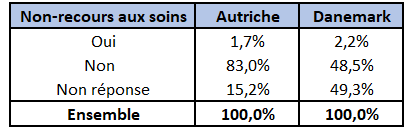 Non-recours aux soins Autriche Danemark
Oui 1,7% 2,2%
Non 83,0% 48,5%
Non réponse 15,2% 49,3%
Ensemble 100,0% 100,0%